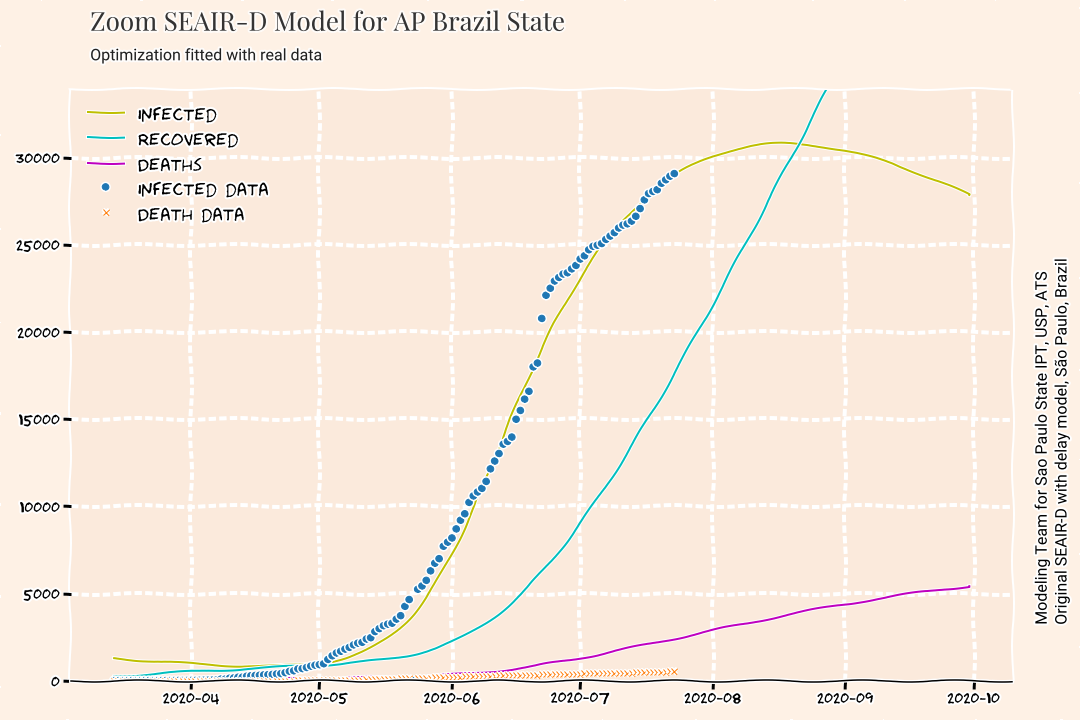 Zoom SEAIR-D Model for AP Brazil State
Optimization fitted with real data
INFECTED
RECOVERED
DEATHS
INFECTED DATA
DEATH DATA
30000
25000
20000
15000
10000
5000
0
2020-04
2020-05
2020-06
2020-07
2020-08
2020-09
2020-10
Modeling Team for Sao Paulo State IPT, USP, ATS
Original SEAIR-D with delay model, São Paulo, Brazil